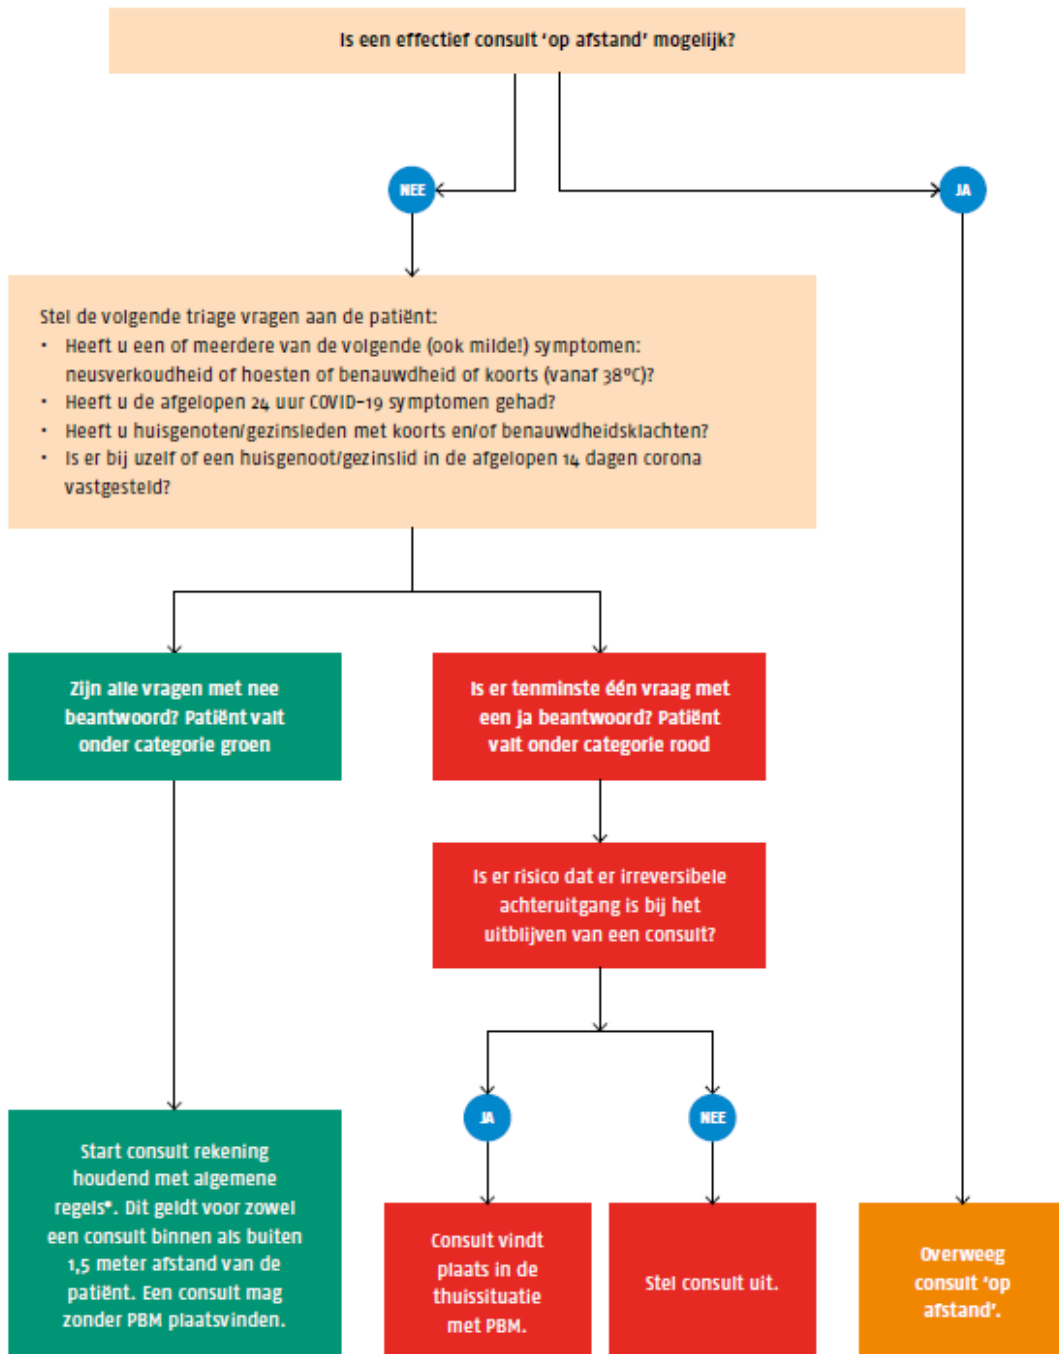 Is een effectief consult ‘op afstand’ mogelijk?
NEE
JA
Stel de volgende triage vragen aan de patiënt:
• Heeft u een of meerdere van de volgende (ook milde!) symptomen:
neusverkoudheid of hoesten of benauwdheid of koorts (vanaf 38°C)?
• Heeft u de afgelopen 24 uur COVID-19 symptomen gehad?
• Heeft u huisgenoten/gezinsleden met koorts en/of benauwdheidsklachten?
• Is er bij uzelf of een huisgenoot/gezinslid in de afgelopen 14 dagen corona
vastgesteld?
Zijn alle vragen met nee
beantwoord? Patiënt valt
onder categorie groen
Is er tenminste één vraag met
een ja beantwoord? Patiënt
valt onder categorie rood
Is er risico dat er irreversibele
achteruitgang is bij het
uitblijven van een consult?
JA
NEE
Start consult rekening
houdend met algemene
regels*. Dit geldt voor zowel
een consult binnen als buiten
1,5 meter afstand van de
patiënt. Een consult mag
zonder PBM plaatsvinden.
Consult vindt
plaats in de
thuissituatie
met PBM.
Stel consult uit.
Overweeg
consult ‘op
afstand’.